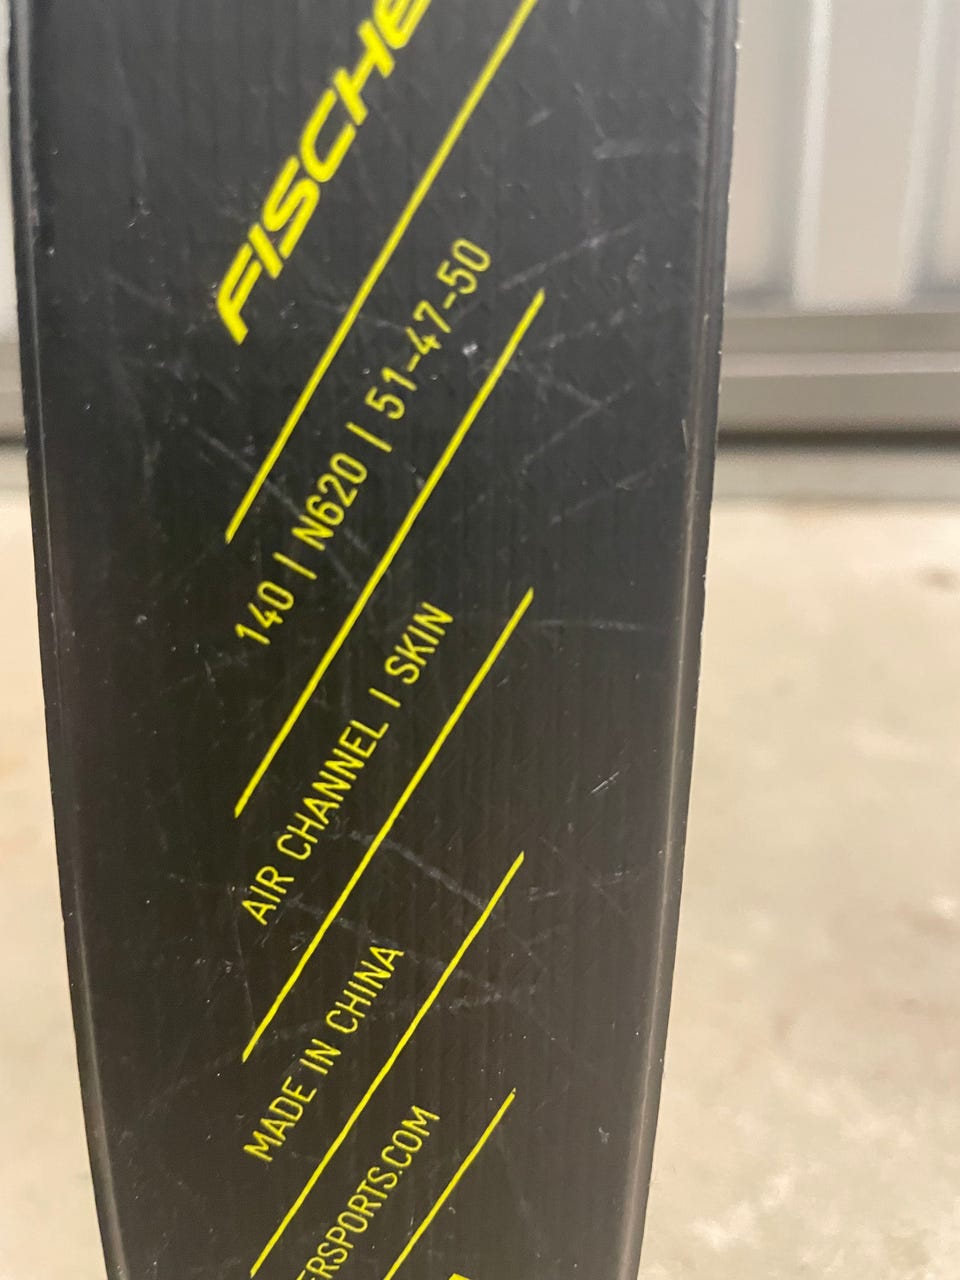 FISCHE
140 | N620 | 51-47-50
AIR CHANNEL | SKIN
MADE IN CHINA
ERSPORTS.COM